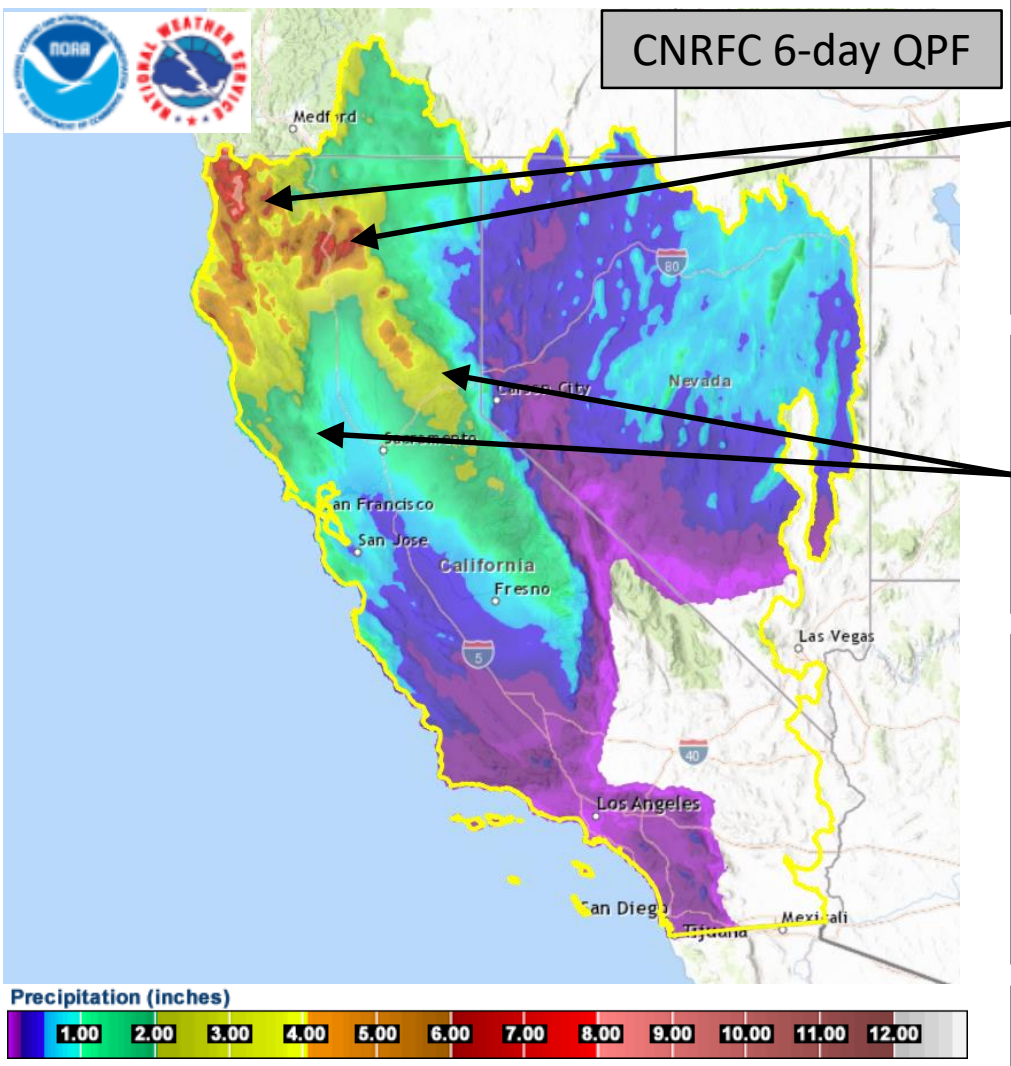 CNRFC 6-day QPF
NOAA
NATIONAL WEATHER SERVICE
Medford
80
Carson City
Nevada
Sacramento
an Francisco
San Jose
California
Fresno
5
Las Vegas
40
Los Angeles
San Diego
Mexicali
Tijuana
Precipitation (inches)
1.00 2.00 3.00 4.00 5.00 6.00 7.00 8.00 9.00 10.00 11.00 12.00